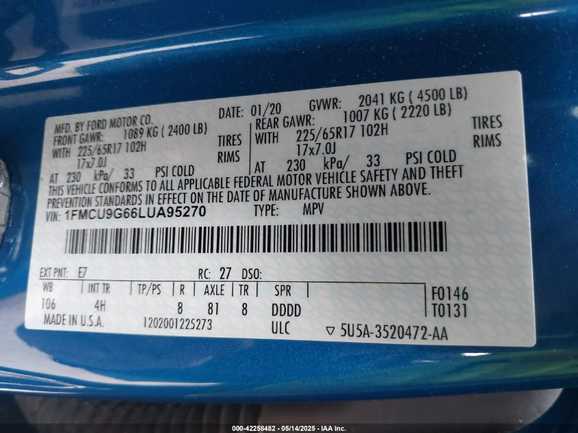 MFD. BY FORD MOTOR CO.
DATE: 01/20 GVWR: 2041 KG ( 4500 LB)
FRONT GAWR: 1089 KG ( 2400 LB)
REAR GAWR: 1007 KG ( 2220 LB)
WITH 225/65R17 102H TIRES
WITH 225/65R17 102H TIRES
17x7.0J RIMS
17x7.0J RIMS
AT 230 kPa/ 33 PSI COLD
AT 230 kPa/ 33 PSI COLD
THIS VEHICLE CONFORMS TO ALL APPLICABLE FEDERAL MOTOR VEHICLE SAFETY AND THEFT
PREVENTION STANDARDS IN EFFECT ON THE DATE OF MANUFACTURE SHOWN ABOVE.
VIN: 1FMCU9G66LUA95270 TYPE: MPV
EXT PNT: E7 RC: 27 DSO:
WB INT TR TP/PS R AXLE TR SPR F0146
106 4H 8 81 8 DDDD T0131
MADE IN U.S.A. 1202001225273 ULC ▽ 5U5A-3520472-AA
000-42258482 - 05/14/2025 - IAA Inc.